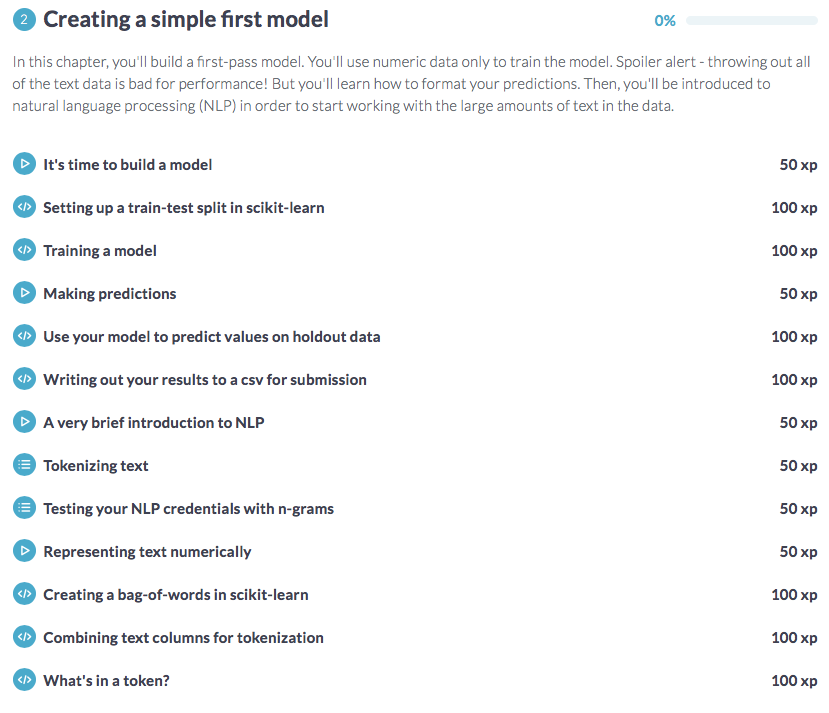 2 Creating a simple first model 0%
In this chapter, you'll build a first-pass model. You'll use numeric data only to train the model. Spoiler alert - throwing out all
of the text data is bad for performance! But you'll learn how to format your predictions. Then, you'll be introduced to
natural language processing (NLP) in order to start working with the large amounts of text in the data.
It's time to build a model 50 xp
</> Setting up a train-test split in scikit-learn 100 xp
</> Training a model 100 xp
Making predictions 50 xp
</> Use your model to predict values on holdout data 100 xp
</> Writing out your results to a csv for submission 100 xp
A very brief introduction to NLP 50 xp
Tokenizing text 50 xp
Testing your NLP credentials with n-grams 50 xp
Representing text numerically 50 xp
</> Creating a bag-of-words in scikit-learn 100 xp
</> Combining text columns for tokenization 100 xp
</> What's in a token? 100 xp